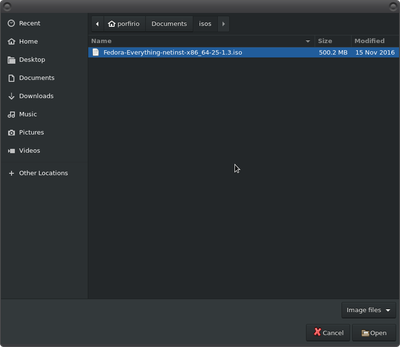 Recent
Home
Desktop
Documents
Downloads
Music
Pictures
Videos
Other Locations
porfirio Documents isos
Name Size Modified
Fedora-Everything-netinst-x86_64-25-1.3.iso 500.2 MB 15 Nov 2016
Image files
Cancel Open